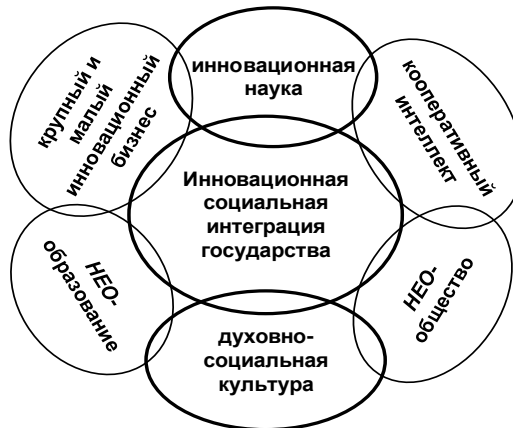 инновационная
наука
крупный и
малый
инновационный
бизнес
кооперативный
интеллект
Инновационная
социальная
интеграция
государства
НЕО-
образование
НЕО-
общество
духовно-
социальная
культура